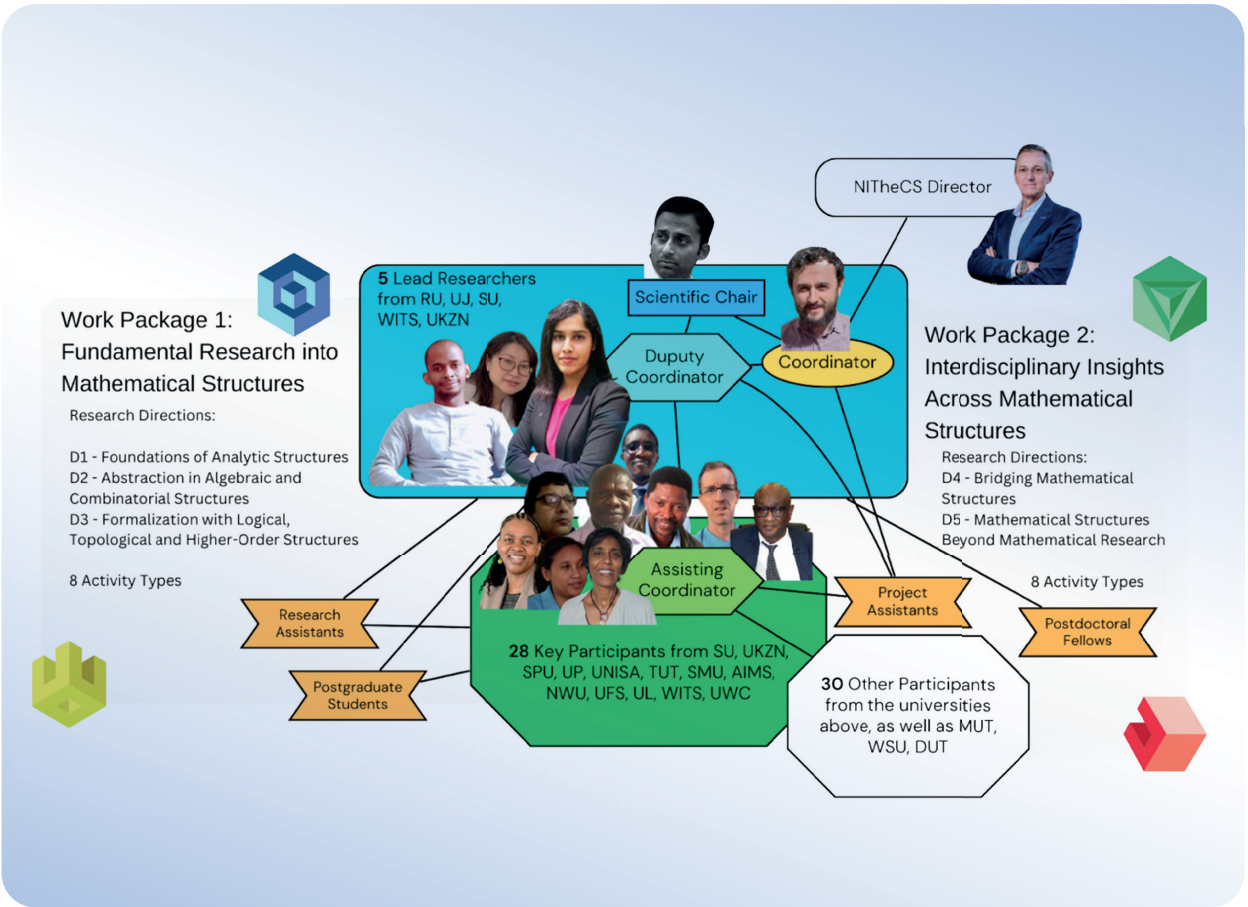 NITheCS Director
5 Lead Researchers
from RU, UJ, SU,
WITS, UKZN
Scientific Chair
Duputy
Coordinator
Coordinator
Work Package 1:
Fundamental Research into
Mathematical Structures
Research Directions:
D1 - Foundations of Analytic Structures
D2 - Abstraction in Algebraic and
Combinatorial Structures
D3 - Formalization with Logical,
Topological and Higher-Order Structures
8 Activity Types
Work Package 2:
Interdisciplinary Insights
Across Mathematical
Structures
Research Directions:
D4 - Bridging Mathematical
Structures
D5 - Mathematical Structures
Beyond Mathematical Research
8 Activity Types
Assisting
Coordinator
Research
Assistants
Postgraduate
Students
Project
Assistants
Postdoctoral
Fellows
28 Key Participants from SU, UKZN,
SPU, UP, UNISA, TUT, SMU, AIMS,
NWU, UFS, UL, WITS, UWC
30 Other Participants
from the universities
above, as well as MUT,
WSU, DUT